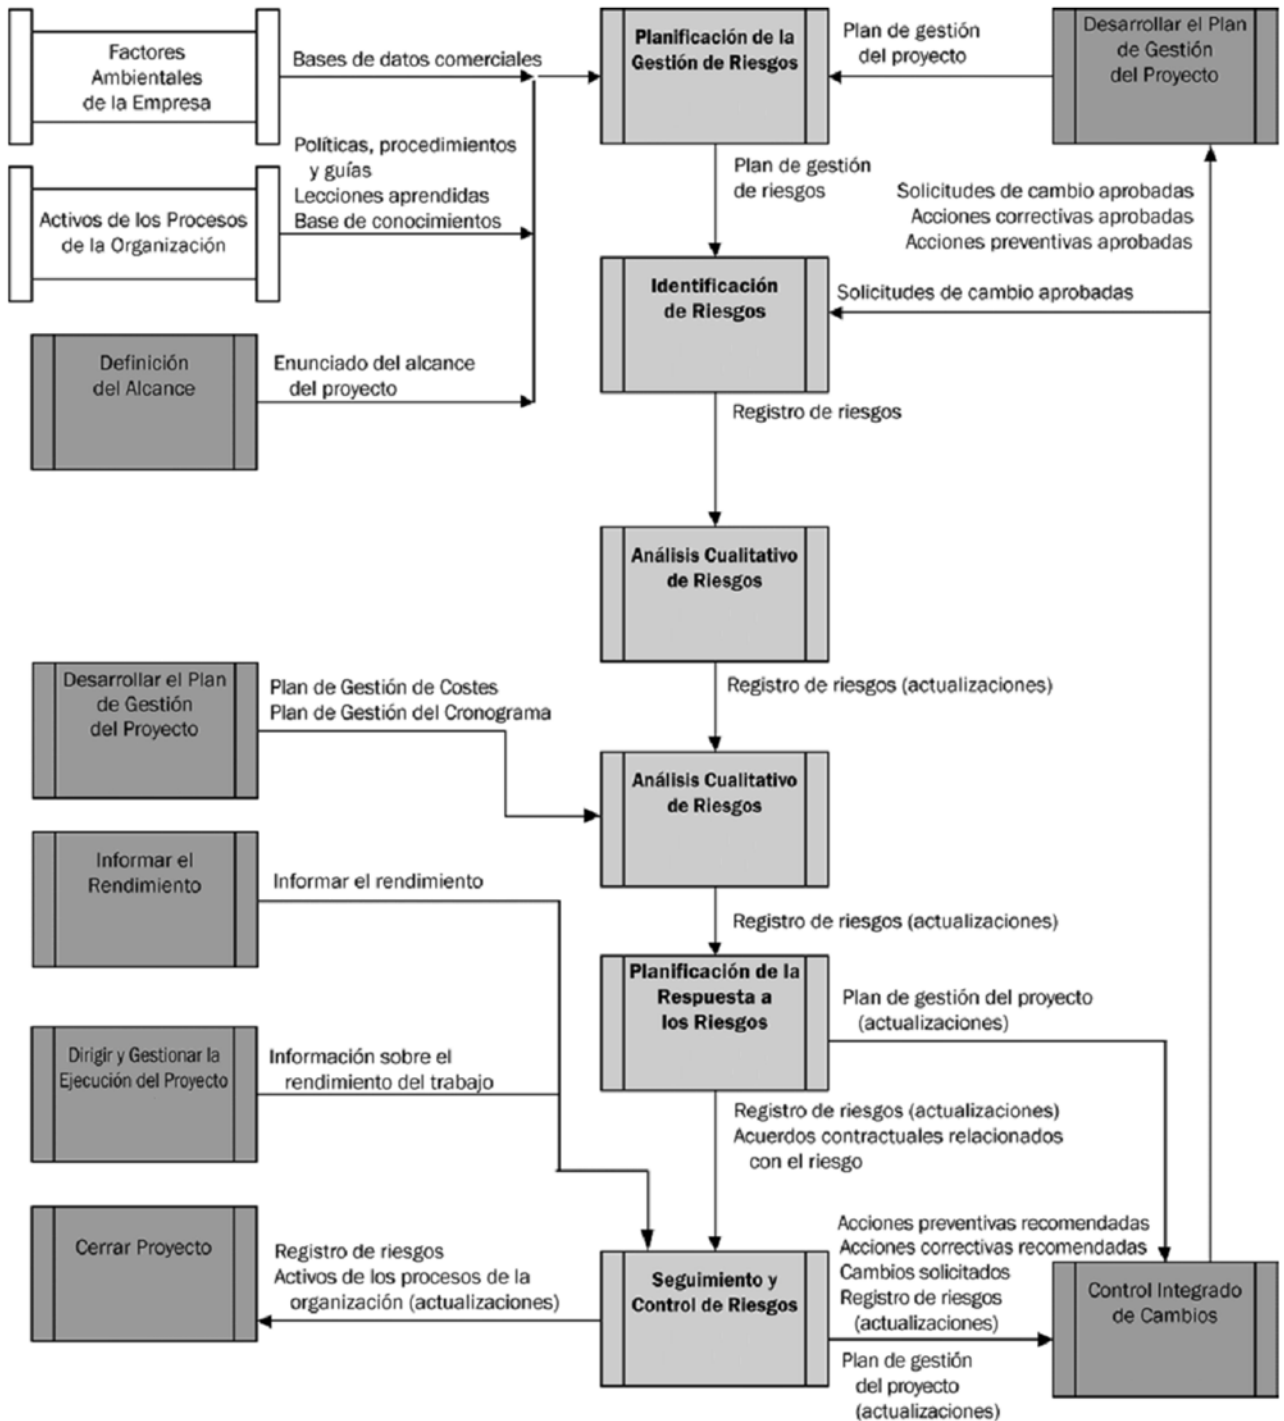 Factores
Ambientales
de la Empresa
Bases de datos comerciales
Planificación de la
Gestión de Riesgos
Plan de gestión
del proyecto
Desarrollar el Plan
de Gestión
del Proyecto
Políticas, procedimientos
y guías
Lecciones aprendidas
Base de conocimientos
Activos de los Procesos
de la Organización
Plan de gestión
de riesgos
Solicitudes de cambio aprobadas
Acciones correctivas aprobadas
Acciones preventivas aprobadas
Identificación
de Riesgos
Solicitudes de cambio aprobadas
Definición
del Alcance
Enunciado del alcance
del proyecto
Registro de riesgos
Análisis Cualitativo
de Riesgos
Registro de riesgos (actualizaciones)
Desarrollar el Plan
de Gestión
del Proyecto
Plan de Gestión de Costes
Plan de Gestión del Cronograma
Análisis Cualitativo
de Riesgos
Informar el
Rendimiento
Informar el rendimiento
Registro de riesgos (actualizaciones)
Planificación de la
Respuesta a
los Riesgos
Plan de gestión del proyecto
(actualizaciones)
Dirigir y Gestionar la
Ejecución del Proyecto
Información sobre el
rendimiento del trabajo
Registro de riesgos (actualizaciones)
Acuerdos contractuales relacionados
con el riesgo
Cerrar Proyecto
Registro de riesgos
Activos de los procesos de la
organización (actualizaciones)
Seguimiento y
Control de Riesgos
Acciones preventivas recomendadas
Acciones correctivas recomendadas
Cambios solicitados
Registro de riesgos
(actualizaciones)
Plan de gestión
del proyecto
(actualizaciones)
Control Integrado
de Cambios